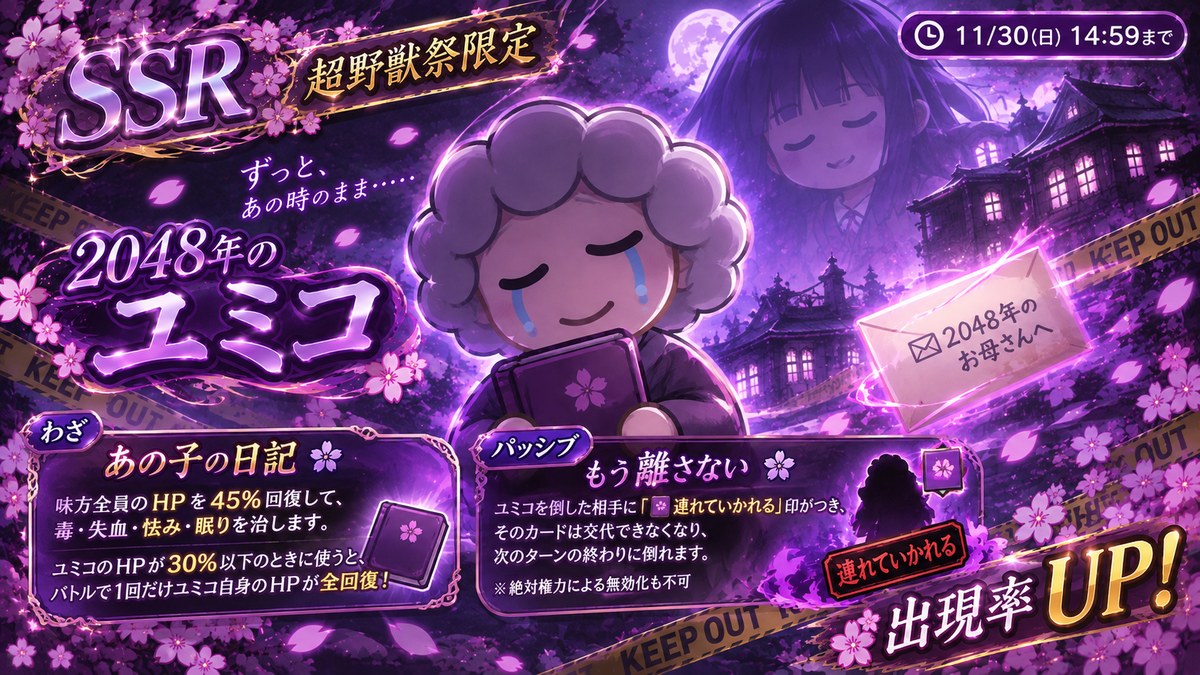 SSR
超野獣祭限定
11/30(日) 14:59まで
ずっと、
あの時のまま……
2048年の
ユミコ
2048年の
お母さんへ
わざ
あの子の日記
味方全員のHPを45%回復して、
毒・失血・怯み・眠りを治します。
ユミコのHPが30%以下のときに使うと、
バトルで1回だけユミコ自身のHPが全回復!
パッシブ
もう離さない
ユミコを倒した相手に「連れていかれる」印がつき、
そのカードは交代できなくなり、
次のターンの終わりに倒れます。
※絶対権力による無効化も不可
連れていかれる
出現率UP!
KEEP OUT
KEEP OUT
KEEP OUT
KEEP OUT